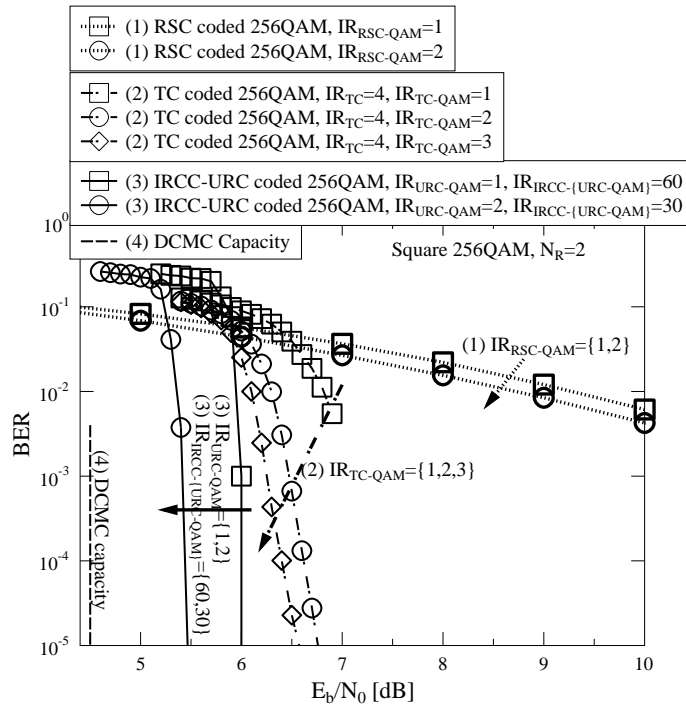 (1) RSC coded 256QAM, IR_RSC-QAM=1
(1) RSC coded 256QAM, IR_RSC-QAM=2
(2) TC coded 256QAM, IR_TC=4, IR_TC-QAM=1
(2) TC coded 256QAM, IR_TC=4, IR_TC-QAM=2
(2) TC coded 256QAM, IR_TC=4, IR_TC-QAM=3
(3) IRCC-URC coded 256QAM, IR_URC-QAM=1, IR_IRCC-{URC-QAM}=60
(3) IRCC-URC coded 256QAM, IR_URC-QAM=2, IR_IRCC-{URC-QAM}=30
(4) DCMC Capacity
Square 256QAM, N_R=2
10^0
10^-1
10^-2
10^-3
10^-4
10^-5
BER
(1) IR_RSC-QAM={1,2}
(2) IR_TC-QAM={1,2,3}
(3) IR_URC-QAM={1,2}
(3) IR_IRCC-{URC-QAM}={60,30}
(4) DCMC capacity
5 6 7 8 9 10
E_b/N_0 [dB]